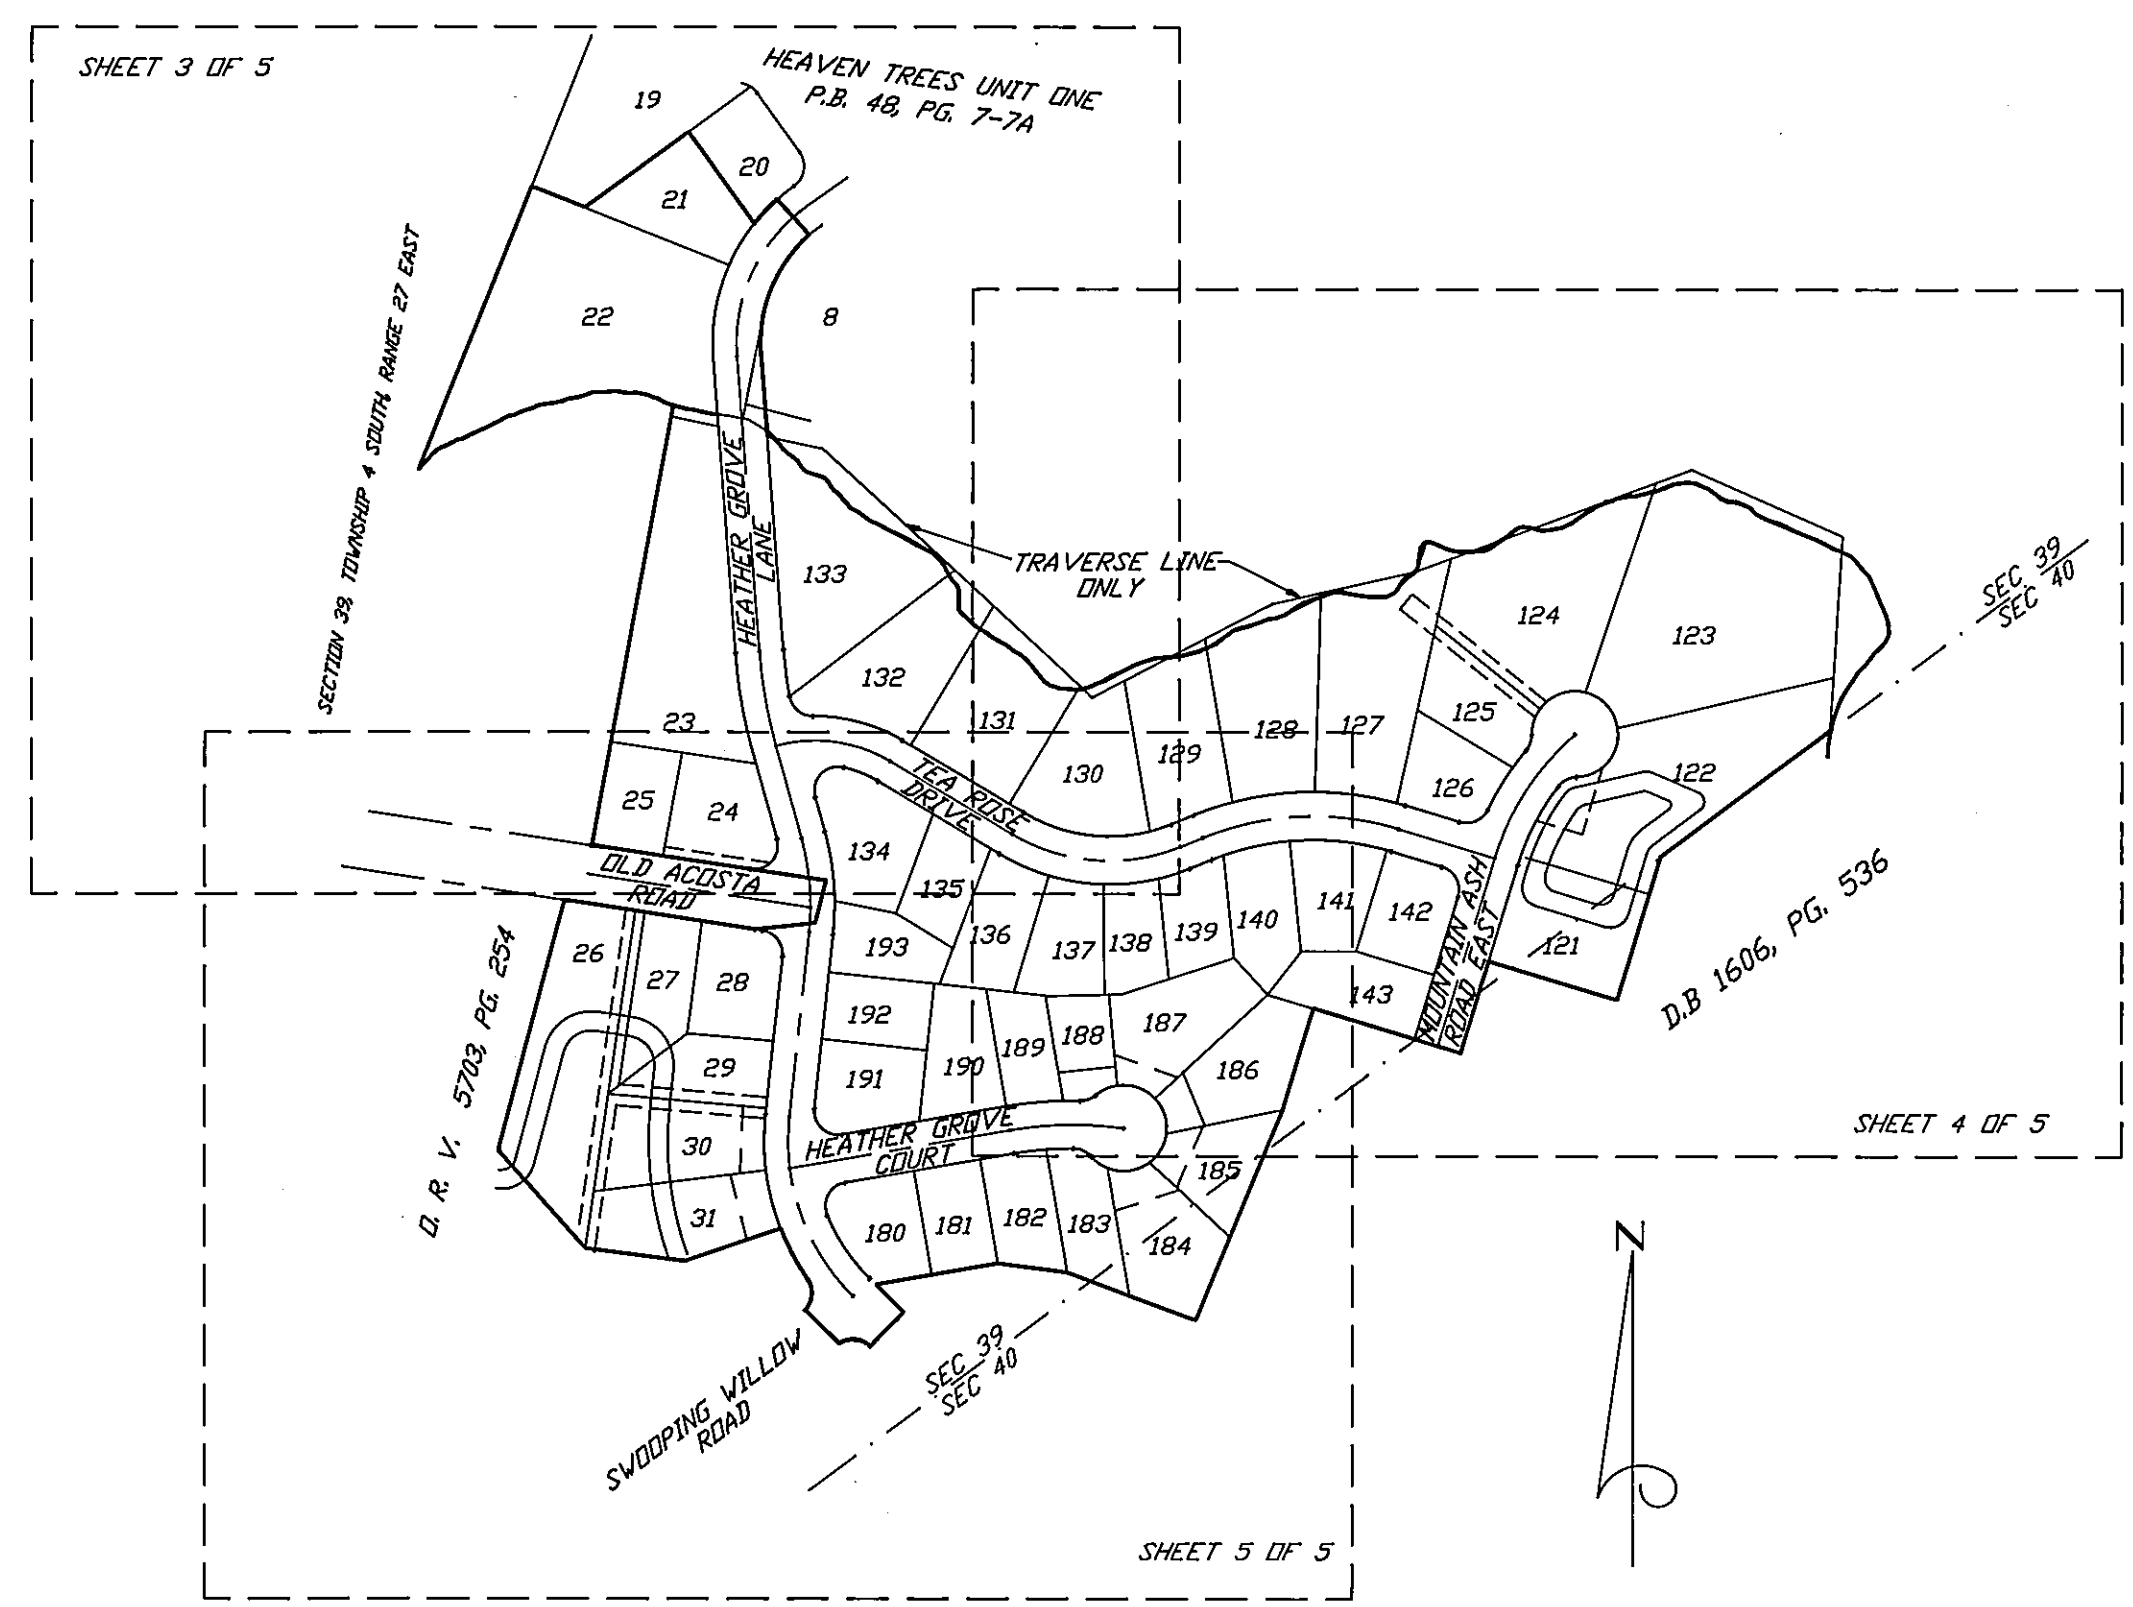 SHEET 3 OF 5
HEAVEN TREES UNIT ONE
P.B. 48, PG. 7-7A
19
20
21
22
8
SECTION 39, TOWNSHIP 4 SOUTH, RANGE 27 EAST
HEATHER GROVE
LANE
TRAVERSE LINE
ONLY
133
132
131
130
129
128
127
124
123
125
126
122
SEC. 39
SEC 40
23
25
24
TEA ROSE
DRIVE
OLD ACOSTA
ROAD
134
135
136
137
138
139
140
141
142
143
MOUNTAIN ASH
ROAD EAST
121
D.B 1606, PG. 536
O. R. V. 5703, PG. 254
26
27
28
29
30
31
193
192
191
190
189
188
187
186
185
184
HEATHER GROVE
COURT
180
181
182
183
SHEET 4 OF 5
SWOOPING WILLOW
ROAD
SEC 39
SEC 40
N
SHEET 5 OF 5